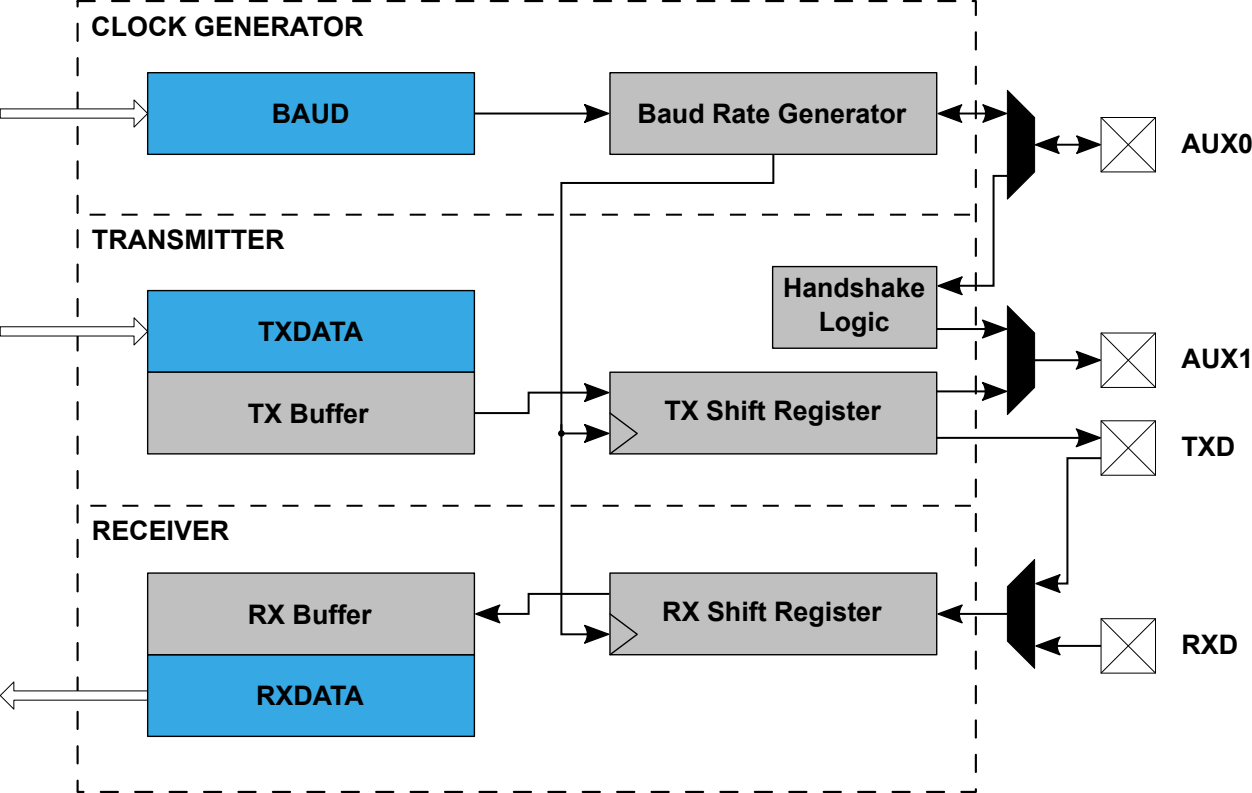 CLOCK GENERATOR
BAUD
Baud Rate Generator
AUX0
TRANSMITTER
TXDATA
TX Buffer
Handshake
Logic
TX Shift Register
AUX1
TXD
RECEIVER
RX Buffer
RXDATA
RX Shift Register
RXD